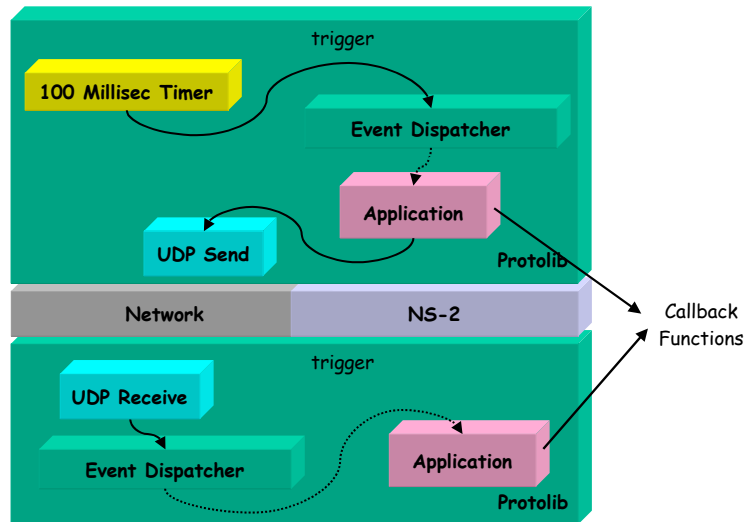 trigger
100 Millisec Timer
Event Dispatcher
Application
UDP Send
Protolib
Network
NS-2
Callback
Functions
trigger
UDP Receive
Event Dispatcher
Application
Protolib